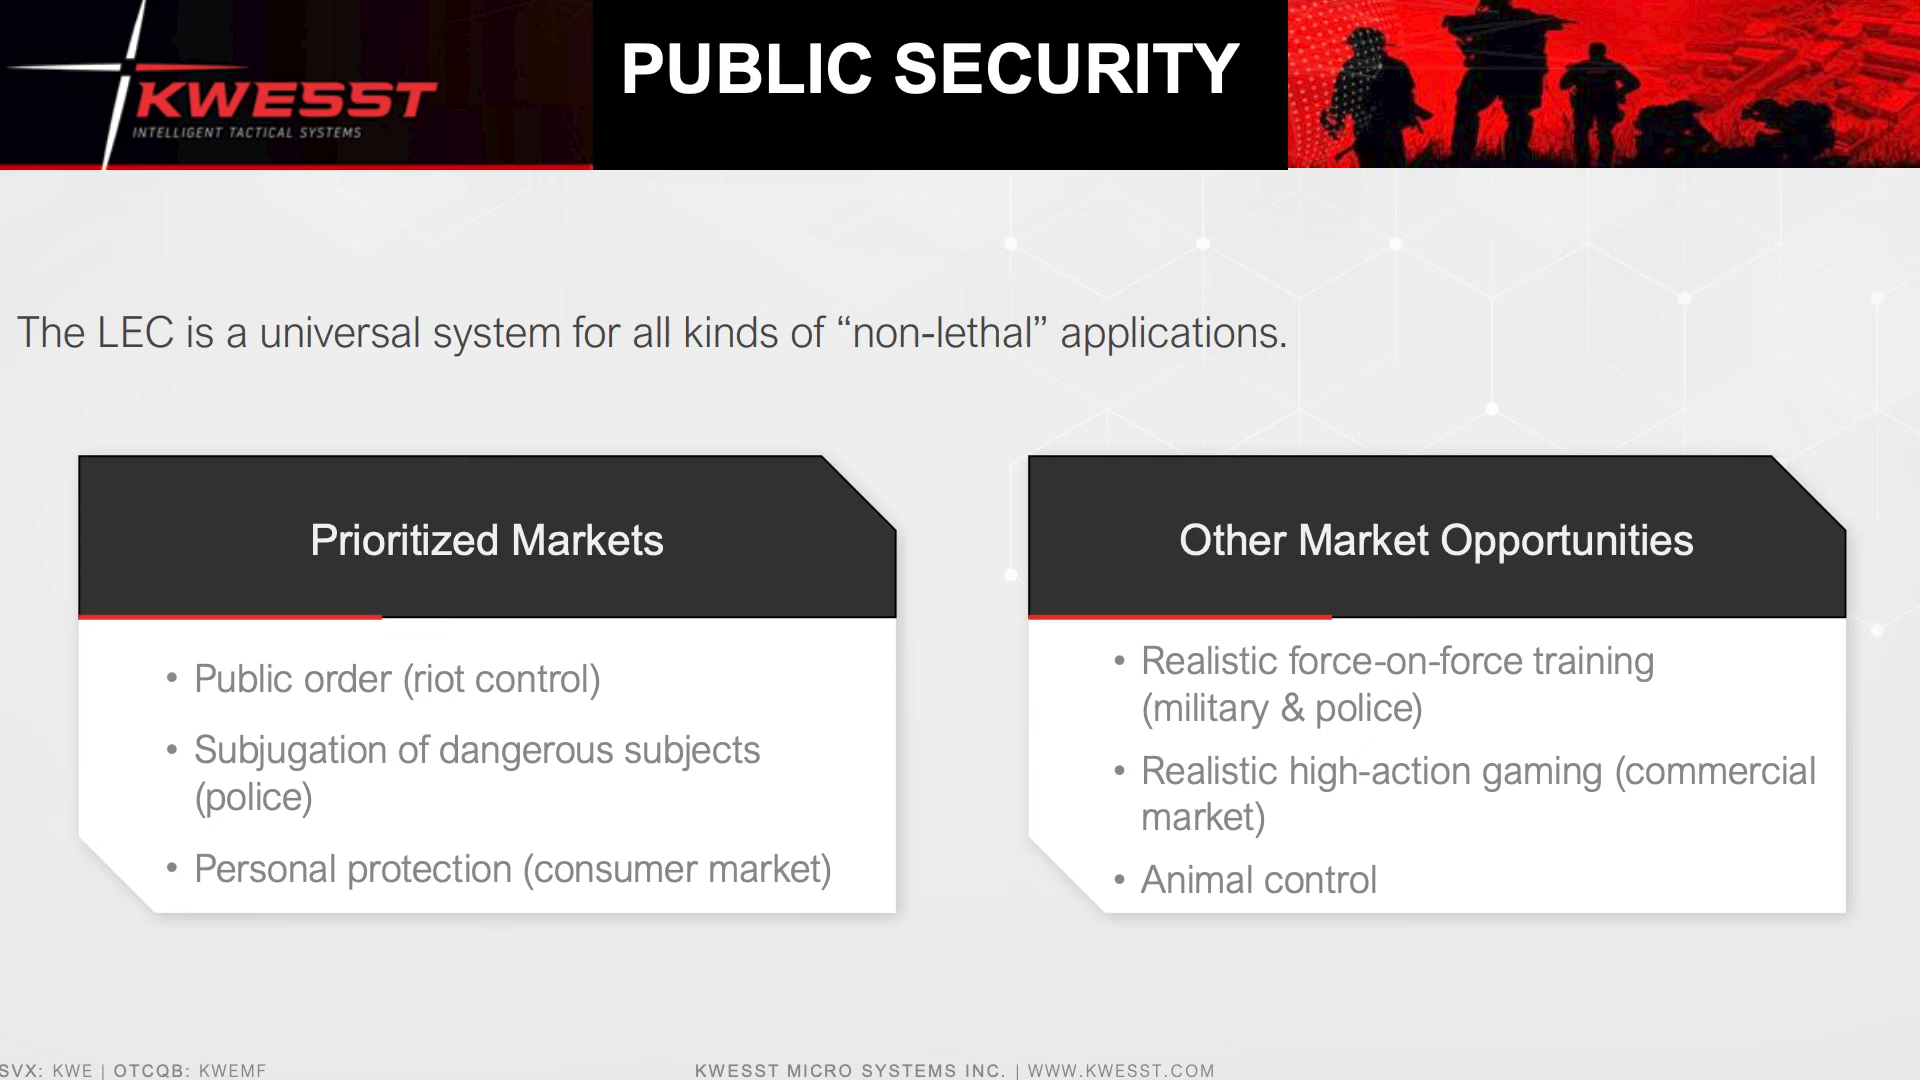 KWESST
INTELLIGENT TACTICAL SYSTEMS
PUBLIC SECURITY
The LEC is a universal system for all kinds of “non-lethal” applications.
Prioritized Markets
• Public order (riot control)
• Subjugation of dangerous subjects
(police)
• Personal protection (consumer market)
Other Market Opportunities
• Realistic force-on-force training
(military & police)
• Realistic high-action gaming (commercial
market)
• Animal control
SVX: KWE | OTCQB: KWEMF
KWESST MICRO SYSTEMS INC. | WWW.KWESST.COM